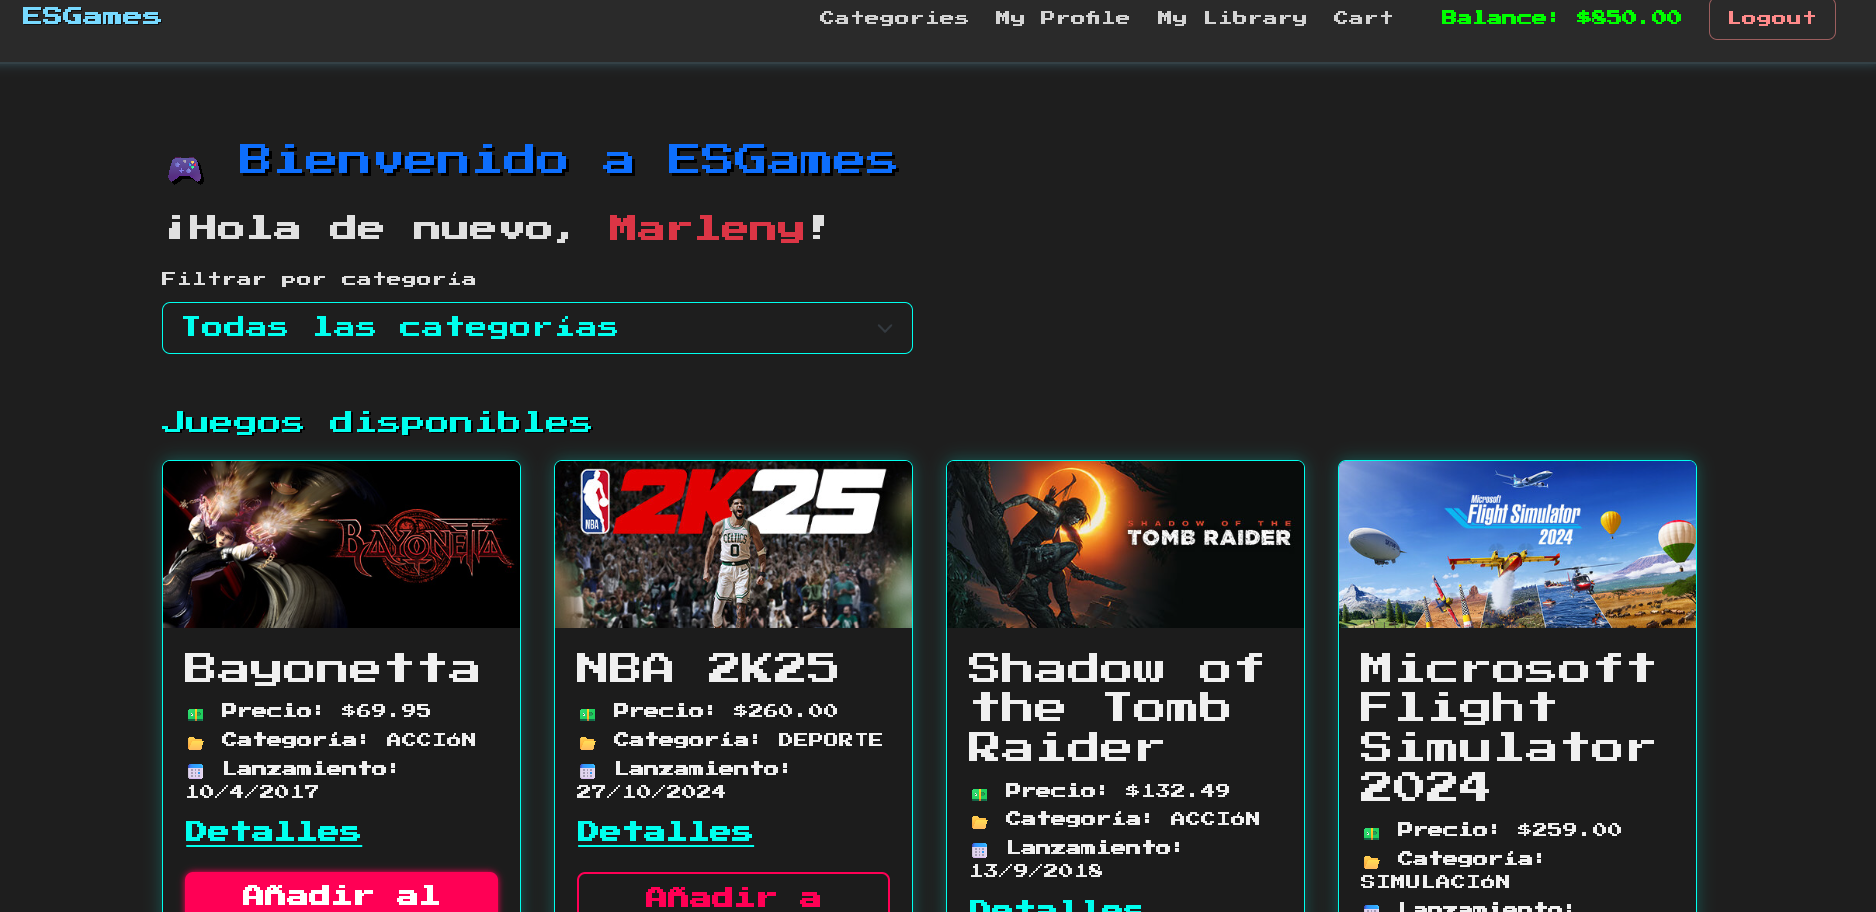 ESGames
Categories My Profile My Library Cart Balance: $850.00 Logout
🎮 Bienvenido a ESGames
¡Hola de nuevo, Marleny!
Filtrar por categoría
Todas las categorías
Juegos disponibles
BAYONETTA
Bayonetta
💵 Precio: $69.95
📁 Categoría: ACCIóN
📅 Lanzamiento:
10/4/2017
Detalles
Añadir al
NBA
2K25
CELTICS
0
NBA 2K25
💵 Precio: $260.00
📁 Categoría: DEPORTE
📅 Lanzamiento:
27/10/2024
Detalles
Añadir a
SHADOW OF THE
TOMB RAIDER
Shadow of
the Tomb
Raider
💵 Precio: $132.49
📁 Categoría: ACCIóN
📅 Lanzamiento:
13/9/2018
Detalles
Microsoft
Flight Simulator
2024
Microsoft
Flight
Simulator
2024
💵 Precio: $259.00
📁 Categoría:
SIMULACIóN
📅 Lanzamiento: